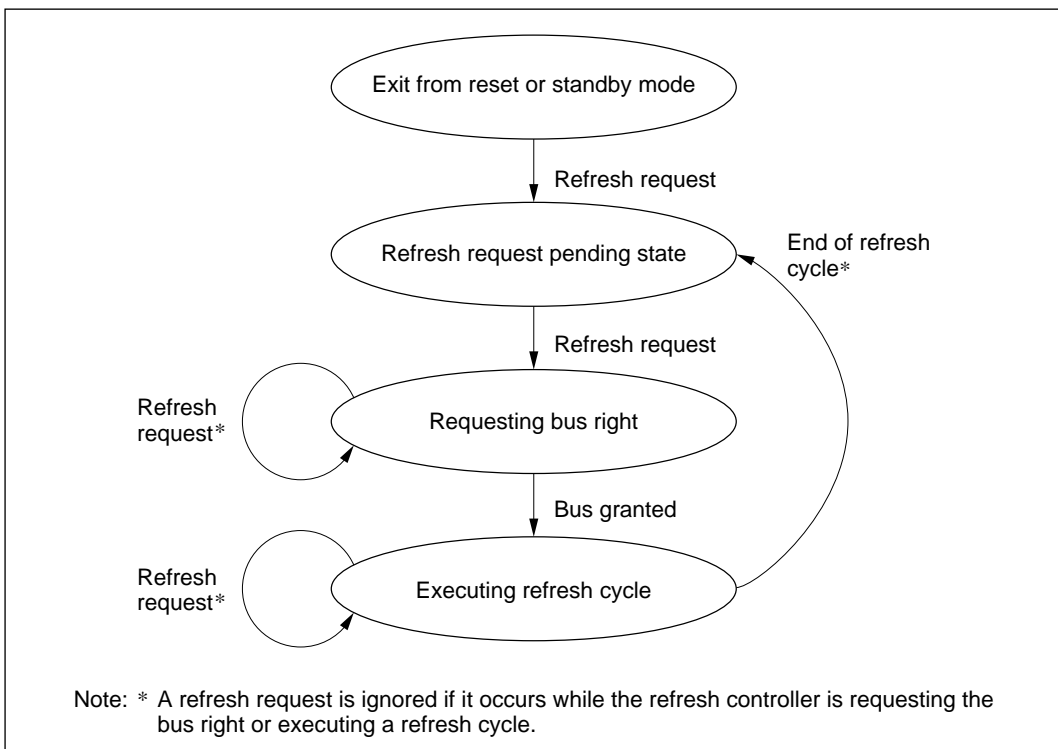 Exit from reset or standby mode
Refresh request
Refresh request pending state
End of refresh
cycle*
Refresh request
Refresh
request*
Requesting bus right
Bus granted
Refresh
request*
Executing refresh cycle
Note: * A refresh request is ignored if it occurs while the refresh controller is requesting the
bus right or executing a refresh cycle.